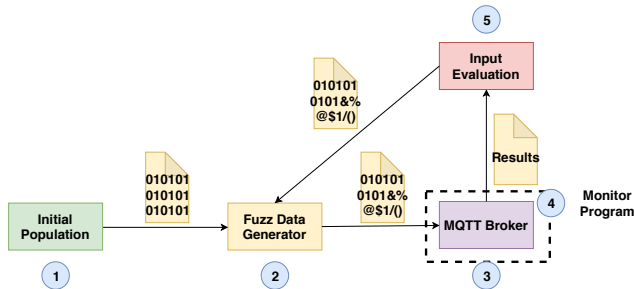 5
Input
Evaluation
010101
0101&%
@$1/()
Results
010101
010101
010101
010101
0101&%
@$1/()
4
Monitor
Program
Initial
Population
Fuzz Data
Generator
MQTT Broker
1
2
3